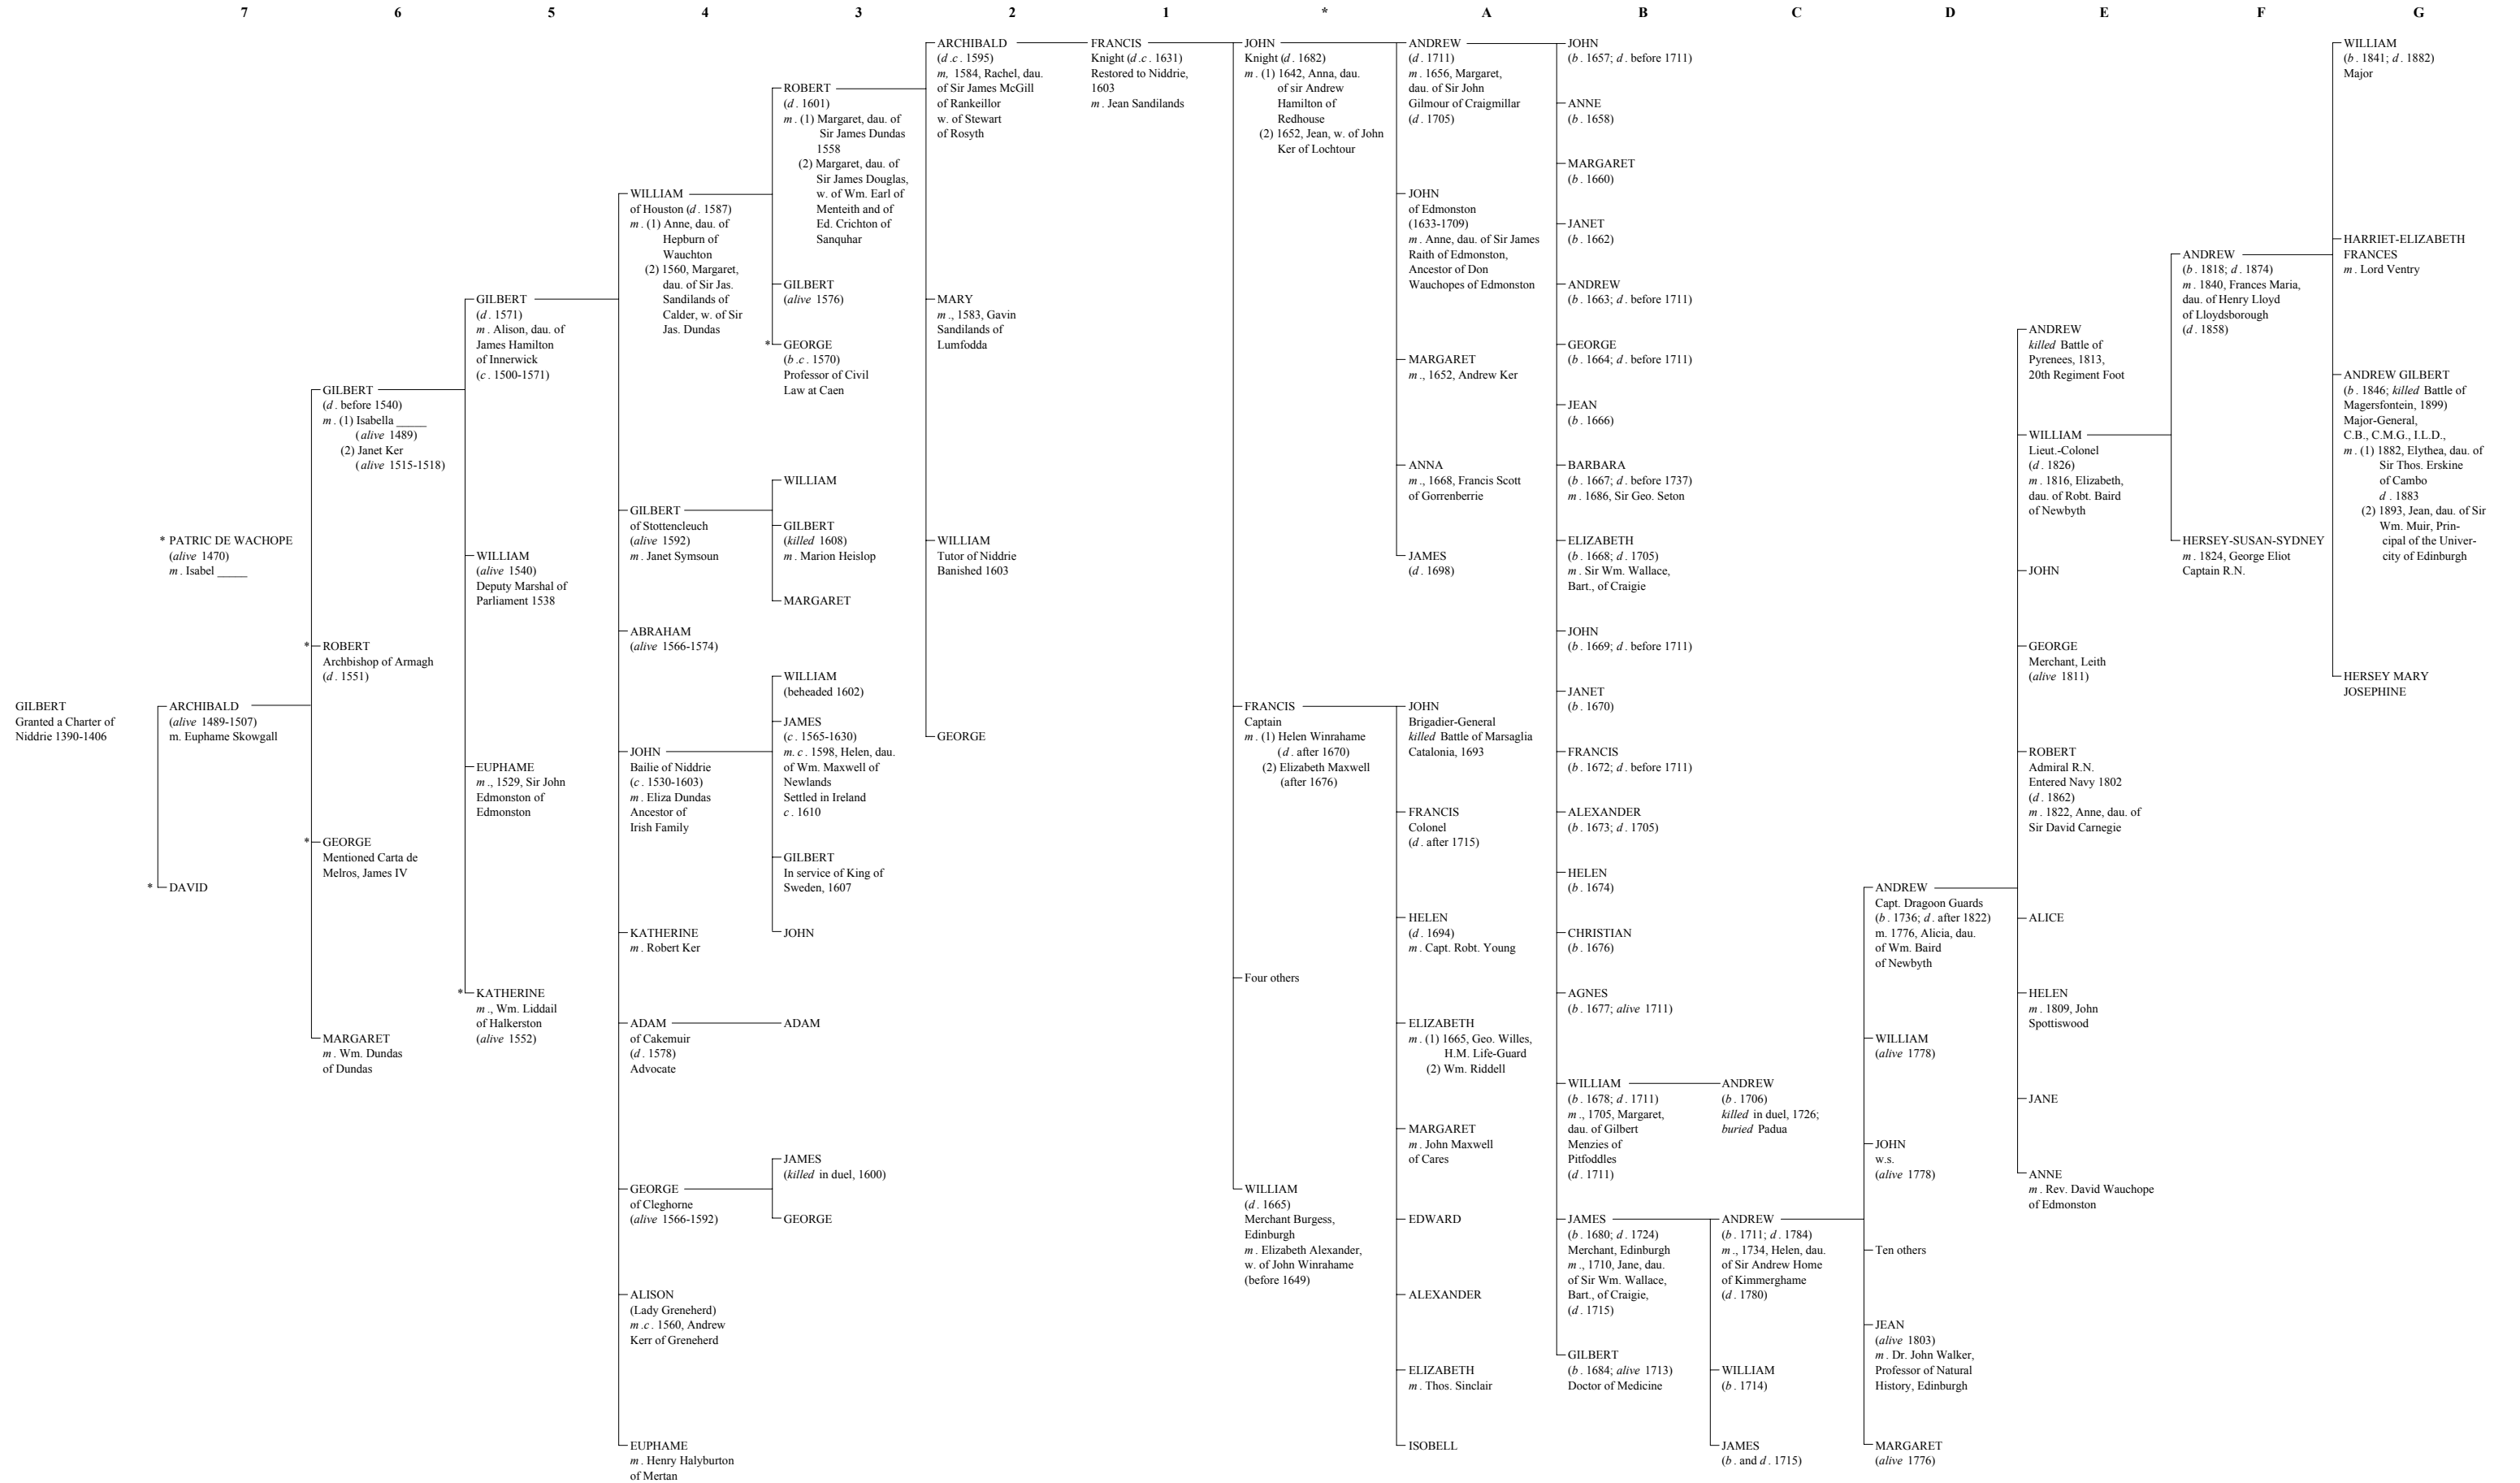 7 6 5 4 3 2 1 * A B C D E F G
GILBERT
Granted a Charter of
Niddrie 1390-1406
* PATRIC DE WACHOPE
(alive 1470)
m. Isabel _____
ARCHIBALD
(alive 1489-1507)
m. Euphame Skowgall
* DAVID
GILBERT
(d. before 1540)
m. (1) Isabella _____
(alive 1489)
(2) Janet Ker
(alive 1515-1518)
* ROBERT
Archbishop of Armagh
(d. 1551)
* GEORGE
Mentioned Carta de
Melros, James IV
MARGARET
m. Wm. Dundas
of Dundas
GILBERT
(d. 1571)
m. Alison, dau. of
James Hamilton
of Innerwick
(c. 1500-1571)
WILLIAM
(alive 1540)
Deputy Marshal of
Parliament 1538
EUPHAME
m., 1529, Sir John
Edmonston of
Edmonston
* KATHERINE
m., Wm. Liddail
of Halkerston
(alive 1552)
WILLIAM
of Houston (d. 1587)
m. (1) Anne, dau. of
Hepburn of
Wauchton
(2) 1560, Margaret,
dau. of Sir Jas.
Sandilands of
Calder, w. of Sir
Jas. Dundas
GILBERT
of Stottencleuch
(alive 1592)
m. Janet Symsoun
ABRAHAM
(alive 1566-1574)
JOHN
Bailie of Niddrie
(c. 1530-1603)
m. Eliza Dundas
Ancestor of
Irish Family
KATHERINE
m. Robert Ker
ADAM
of Cakemuir
(d. 1578)
Advocate
GEORGE
of Cleghorne
(alive 1566-1592)
ALISON
(Lady Greneherd)
m.c. 1560, Andrew
Kerr of Greneherd
EUPHAME
m. Henry Halyburton
of Mertan
ROBERT
(d. 1601)
m. (1) Margaret, dau. of
Sir James Dundas
1558
(2) Margaret, dau. of
Sir James Douglas,
w. of Wm. Earl of
Menteith and of
Ed. Crichton of
Sanquhar
GILBERT
(alive 1576)
* GEORGE
(b.c. 1570)
Professor of Civil
Law at Caen
WILLIAM
GILBERT
(killed 1608)
m. Marion Heislop
MARGARET
WILLIAM
(beheaded 1602)
JAMES
(c. 1565-1630)
m. c. 1598, Helen, dau.
of Wm. Maxwell of
Newlands
Settled in Ireland
c. 1610
GILBERT
In service of King of
Sweden, 1607
JOHN
ADAM
JAMES
(killed in duel, 1600)
GEORGE
ARCHIBALD
(d.c. 1595)
m, 1584, Rachel, dau.
of Sir James McGill
of Rankeillor
w. of Stewart
of Rosyth
MARY
m., 1583, Gavin
Sandilands of
Lumfodda
WILLIAM
Tutor of Niddrie
Banished 1603
GEORGE
FRANCIS
Knight (d.c. 1631)
Restored to Niddrie,
1603
m. Jean Sandilands
JOHN
Knight (d. 1682)
m. (1) 1642, Anna, dau.
of sir Andrew
Hamilton of
Redhouse
(2) 1652, Jean, w. of John
Ker of Lochtour
FRANCIS
Captain
m. (1) Helen Winrahame
(d. after 1670)
(2) Elizabeth Maxwell
(after 1676)
Four others
WILLIAM
(d. 1665)
Merchant Burgess,
Edinburgh
m. Elizabeth Alexander,
w. of John Winrahame
(before 1649)
ANDREW
(d. 1711)
m. 1656, Margaret,
dau. of Sir John
Gilmour of Craigmillar
(d. 1705)
JOHN
of Edmonston
(1633-1709)
m. Anne, dau. of Sir James
Raith of Edmonston,
Ancestor of Don
Wauchopes of Edmonston
MARGARET
m., 1652, Andrew Ker
ANNA
m., 1668, Francis Scott
of Gorrenberrie
JAMES
(d. 1698)
JOHN
Brigadier-General
killed Battle of Marsaglia
Catalonia, 1693
FRANCIS
Colonel
(d. after 1715)
HELEN
(d. 1694)
m. Capt. Robt. Young
ELIZABETH
m. (1) 1665, Geo. Willes,
H.M. Life-Guard
(2) Wm. Riddell
MARGARET
m. John Maxwell
of Cares
EDWARD
ALEXANDER
ELIZABETH
m. Thos. Sinclair
ISOBELL
JOHN
(b. 1657; d. before 1711)
ANNE
(b. 1658)
MARGARET
(b. 1660)
JANET
(b. 1662)
ANDREW
(b. 1663; d. before 1711)
GEORGE
(b. 1664; d. before 1711)
JEAN
(b. 1666)
BARBARA
(b. 1667; d. before 1737)
m. 1686, Sir Geo. Seton
ELIZABETH
(b. 1668; d. 1705)
m. Sir Wm. Wallace,
Bart., of Craigie
JOHN
(b. 1669; d. before 1711)
JANET
(b. 1670)
FRANCIS
(b. 1672; d. before 1711)
ALEXANDER
(b. 1673; d. 1705)
HELEN
(b. 1674)
CHRISTIAN
(b. 1676)
AGNES
(b. 1677; alive 1711)
WILLIAM
(b. 1678; d. 1711)
m., 1705, Margaret,
dau. of Gilbert
Menzies of
Pitfoddles
(d. 1711)
JAMES
(b. 1680; d. 1724)
Merchant, Edinburgh
m., 1710, Jane, dau.
of Sir Wm. Wallace,
Bart., of Craigie,
(d. 1715)
GILBERT
(b. 1684; alive 1713)
Doctor of Medicine
ANDREW
(b. 1706)
killed in duel, 1726;
buried Padua
ANDREW
(b. 1711; d. 1784)
m., 1734, Helen, dau.
of Sir Andrew Home
of Kimmerghame
(d. 1780)
WILLIAM
(b. 1714)
JAMES
(b. and d. 1715)
ANDREW
Capt. Dragoon Guards
(b. 1736; d. after 1822)
m. 1776, Alicia, dau.
of Wm. Baird
of Newbyth
WILLIAM
(alive 1778)
JOHN
w.s.
(alive 1778)
Ten others
JEAN
(alive 1803)
m. Dr. John Walker,
Professor of Natural
History, Edinburgh
MARGARET
(alive 1776)
ANDREW
killed Battle of
Pyrenees, 1813,
20th Regiment Foot
WILLIAM
Lieut.-Colonel
(d. 1826)
m. 1816, Elizabeth,
dau. of Robt. Baird
of Newbyth
JOHN
GEORGE
Merchant, Leith
(alive 1811)
ROBERT
Admiral R.N.
Entered Navy 1802
(d. 1862)
m. 1822, Anne, dau. of
Sir David Carnegie
ALICE
HELEN
m. 1809, John
Spottiswood
JANE
ANNE
m. Rev. David Wauchope
of Edmonston
ANDREW
(b. 1818; d. 1874)
m. 1840, Frances Maria,
dau. of Henry Lloyd
of Lloydsborough
(d. 1858)
HERSEY-SUSAN-SYDNEY
m. 1824, George Eliot
Captain R.N.
WILLIAM
(b. 1841; d. 1882)
Major
HARRIET-ELIZABETH
FRANCES
m. Lord Ventry
ANDREW GILBERT
(b. 1846; killed Battle of
Magersfontein, 1899)
Major-General,
C.B., C.M.G., I.L.D.,
m. (1) 1882, Elythea, dau. of
Sir Thos. Erskine
of Cambo
d. 1883
(2) 1893, Jean, dau. of Sir
Wm. Muir, Prin-
cipal of the Univer-
city of Edinburgh
HERSEY MARY
JOSEPHINE